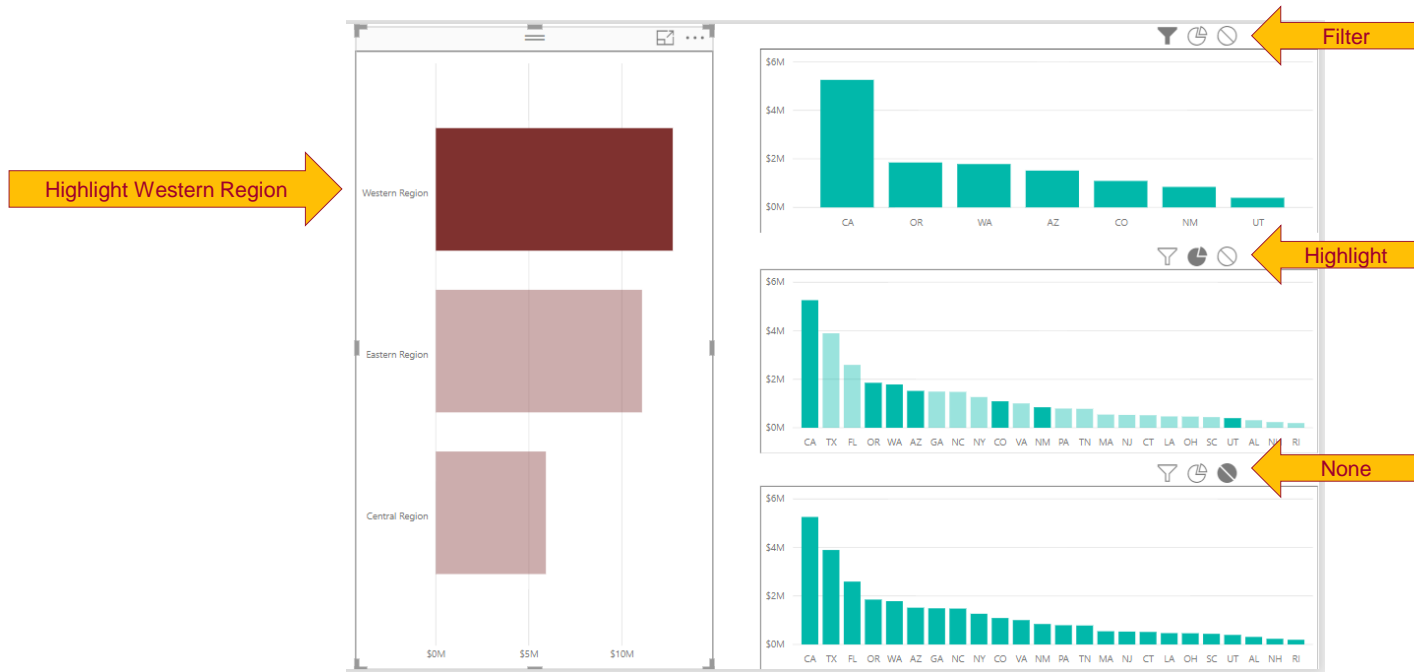 Highlight Western Region
Western Region
Eastern Region
Central Region
$0M $5M $10M
Filter
$6M
$4M
$2M
$0M
CA OR WA AZ CO NM UT
Highlight
$6M
$4M
$2M
$0M
CA TX FL OR WA AZ GA NC NY CO VA NM PA TN MA NJ CT LA OH SC UT AL NH RI
None
$6M
$4M
$2M
$0M
CA TX FL OR WA AZ GA NC NY CO VA NM PA TN MA NJ CT LA OH SC UT AL NH RI